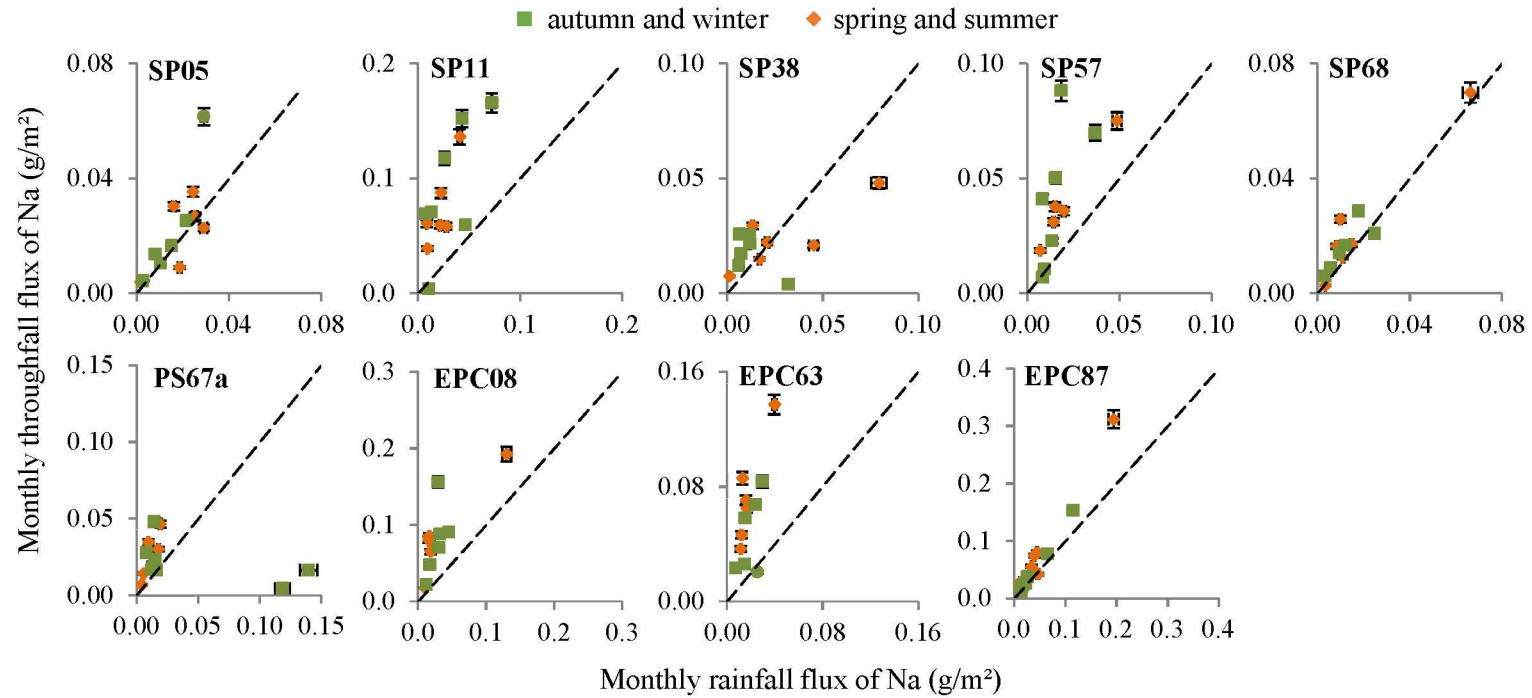 autumn and winter spring and summer
Monthly throughfall flux of Na (g/m²)
SP05
0.08
0.04
0.00
0.00 0.04 0.08
SP11
0.2
0.1
0.0
0.0 0.1 0.2
SP38
0.10
0.05
0.00
0.00 0.05 0.10
SP57
0.10
0.05
0.00
0.00 0.05 0.10
SP68
0.08
0.04
0.00
0.00 0.04 0.08
PS67a
0.15
0.10
0.05
0.00
0.00 0.05 0.10 0.15
EPC08
0.3
0.2
0.1
0.0
0.0 0.1 0.2 0.3
EPC63
0.16
0.08
0.00
0.00 0.08 0.16
EPC87
0.4
0.3
0.2
0.1
0.0
0.0 0.1 0.2 0.3 0.4
Monthly rainfall flux of Na (g/m²)